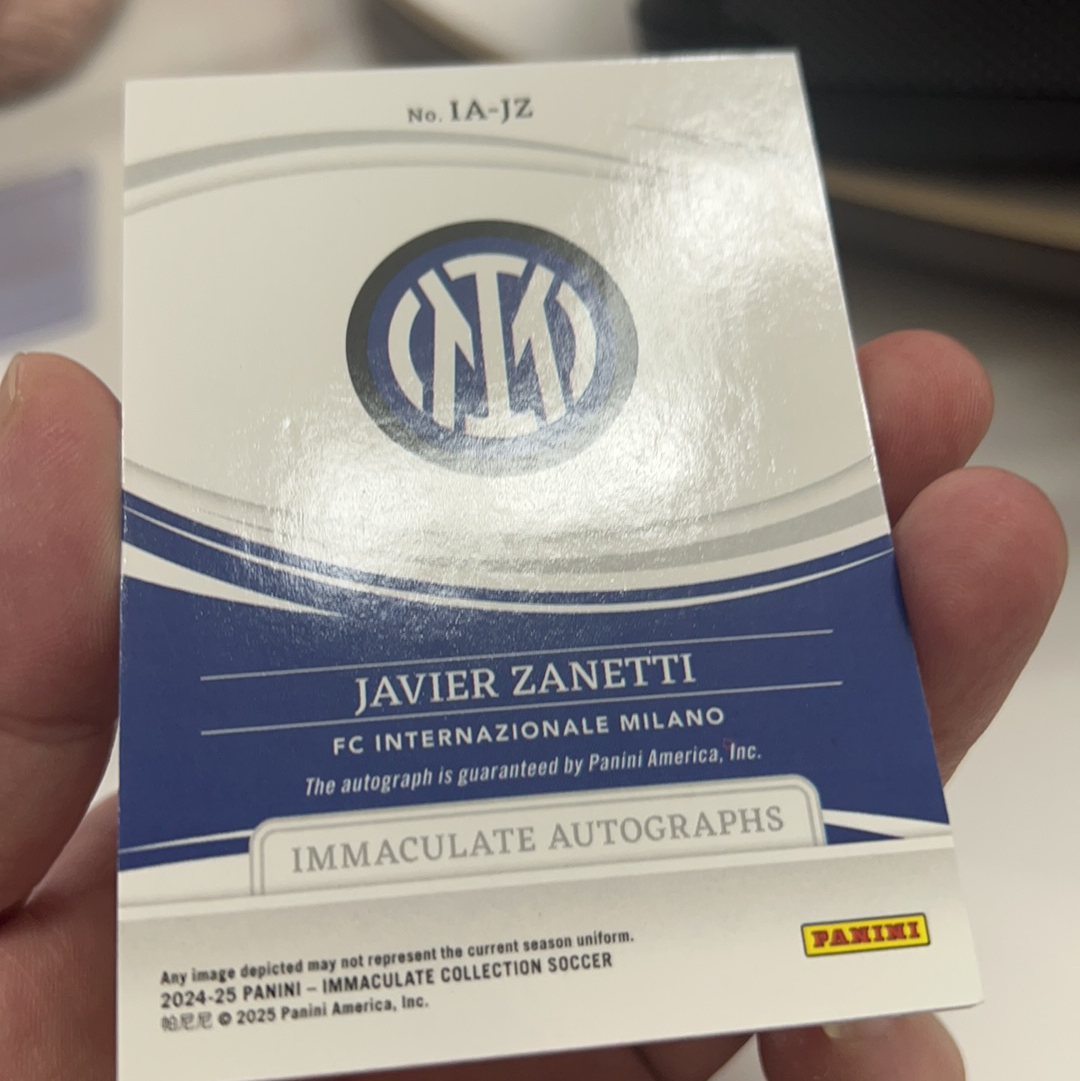 No. IA-JZ
JAVIER ZANETTI
FC INTERNAZIONALE MILANO
The autograph is guaranteed by Panini America, Inc.
IMMACULATE AUTOGRAPHS
PANINI
Any image depicted may not represent the current season uniform.
2024-25 PANINI – IMMACULATE COLLECTION SOCCER
帕尼尼 © 2025 Panini America, Inc.